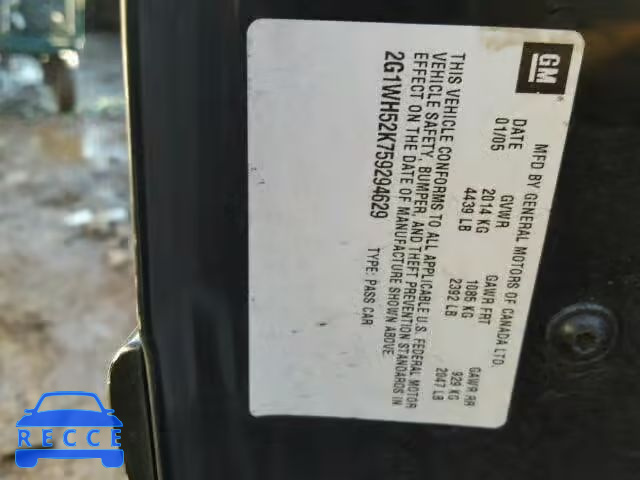 GM
MFD BY GENERAL MOTORS OF CANADA LTD.
DATE GVWR GAWR FRT GAWR RR
01/05 2014 KG 1085 KG 929 KG
4439 LB 2392 LB 2047 LB
THIS VEHICLE CONFORMS TO ALL APPLICABLE U.S. FEDERAL MOTOR
VEHICLE SAFETY, BUMPER, AND THEFT PREVENTION STANDARDS IN
EFFECT ON THE DATE OF MANUFACTURE SHOWN ABOVE.
2G1WH52K759294629 TYPE: PASS CAR
RECCE